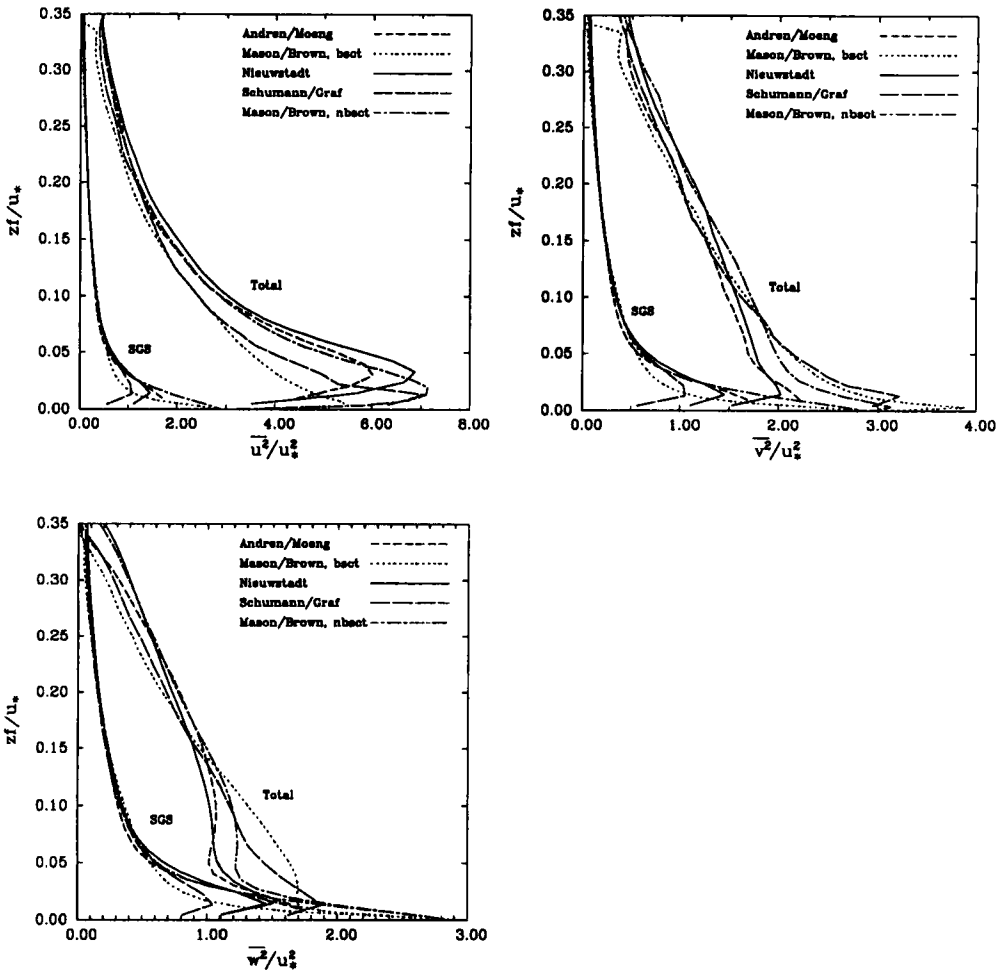 0.35
0.30
0.25
0.20
0.15
0.10
0.05
0.00
zf/u*
Andren/Moeng
Mason/Brown, bsct
Nieuwstadt
Schumann/Graf
Mason/Brown, nbsct
Total
SGS
0.00 2.00 4.00 6.00 8.00
u²/u*²
0.35
0.30
0.25
0.20
0.15
0.10
0.05
0.00
zf/u*
Andren/Moeng
Mason/Brown, bsct
Nieuwstadt
Schumann/Graf
Mason/Brown, nbsct
SGS
Total
0.00 1.00 2.00 3.00 4.00
v²/u*²
0.35
0.30
0.25
0.20
0.15
0.10
0.05
0.00
zf/u*
Andren/Moeng
Mason/Brown, bsct
Nieuwstadt
Schumann/Graf
Mason/Brown, nbsct
Total
SGS
0.00 1.00 2.00 3.00
w²/u*²